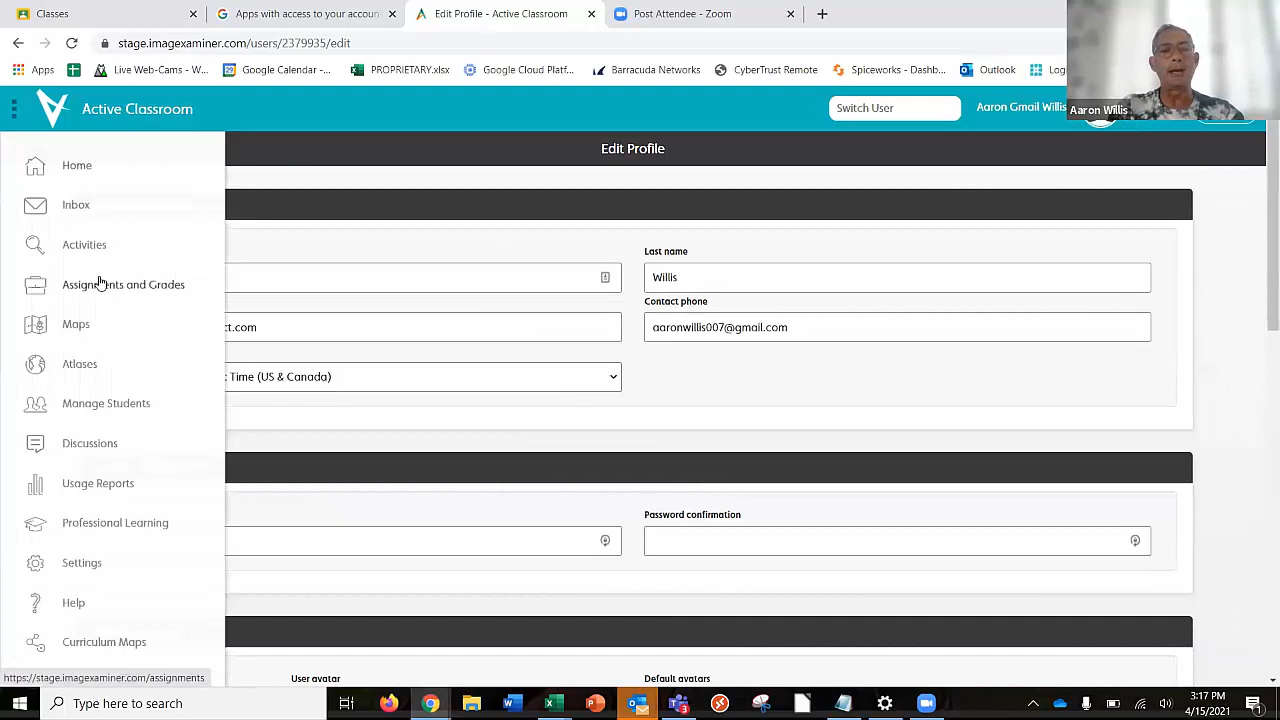 Classes
Apps with access to your accoun
Edit Profile - Active Classroom
Post Attendee - Zoom
stage.imagexaminer.com/users/2379935/edit
Apps
Live Web-Cams - W...
Google Calendar -...
PROPRIETARY.xlsx
Google Cloud Platf...
Barracuda Networks
CyberTraceRemote
Spiceworks - Dashb...
Outlook
Log
Active Classroom
Switch User
Aaron Gmail Willis
Aaron Willis
Edit Profile
Home
Inbox
Activities
Assignments and Grades
Maps
Atlases
Manage Students
Discussions
Usage Reports
Professional Learning
Settings
Help
Curriculum Maps
Last name
Willis
Contact phone
ct.com
aaronwillis007@gmail.com
Time (US & Canada)
Password confirmation
User avatar
Default avatars
https://stage.imagexaminer.com/assignments
Type here to search
3:17 PM
4/15/2021